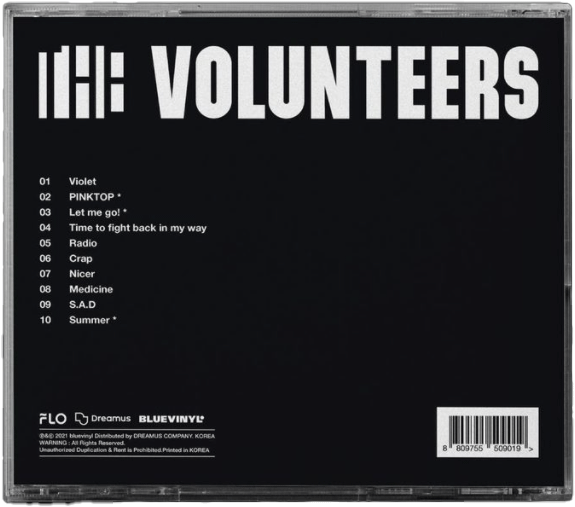 THE VOLUNTEERS
01 Violet
02 PINKTOP *
03 Let me go! *
04 Time to fight back in my way
05 Radio
06 Crap
07 Nicer
08 Medicine
09 S.A.D
10 Summer *
FLO Dreamus BLUEVINYL
℗&© 2021 bluevinyl Distributed by DREAMUS COMPANY. KOREA
WARNING : All Rights Reserved.
Unauthorized Duplication & Rent is Prohibited.Printed in KOREA
8 809755 509019 >